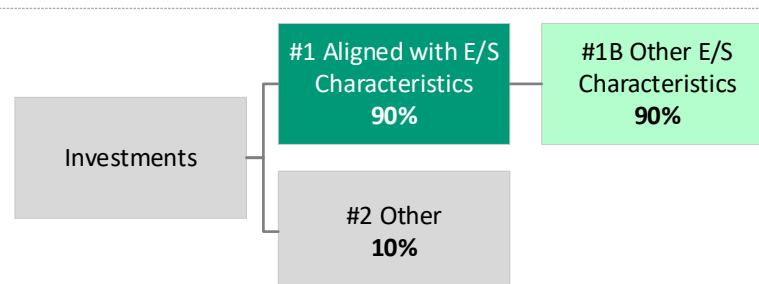 Investments
#1 Aligned with E/S
Characteristics
90%
#1B Other E/S
Characteristics
90%
#2 Other
10%